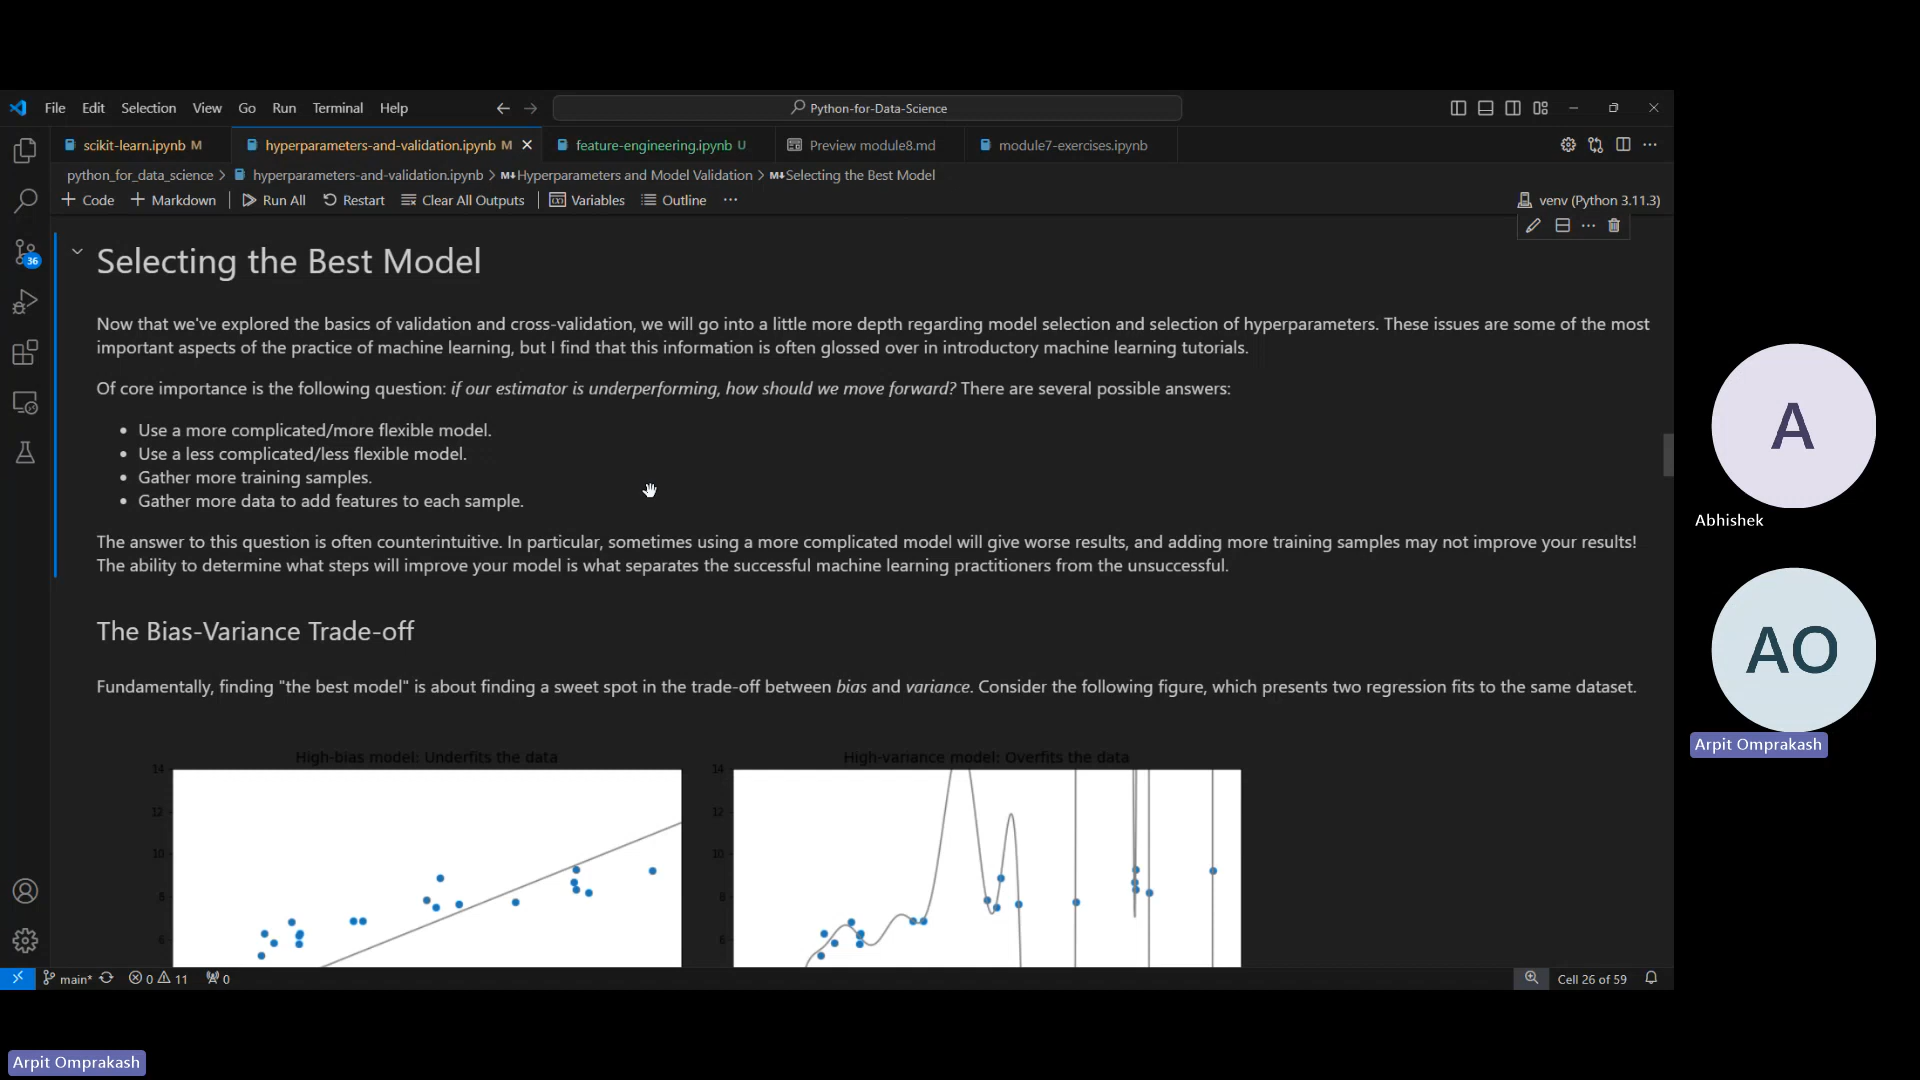 File Edit Selection View Go Run Terminal Help
Python-for-Data-Science
scikit-learn.ipynb M
hyperparameters-and-validation.ipynb M
feature-engineering.ipynb U
Preview module8.md
module7-exercises.ipynb
python_for_data_science > hyperparameters-and-validation.ipynb > M↓Hyperparameters and Model Validation > M↓Selecting the Best Model
+ Code + Markdown Run All Restart Clear All Outputs Variables Outline ...
venv (Python 3.11.3)
36
Selecting the Best Model
Now that we've explored the basics of validation and cross-validation, we will go into a little more depth regarding model selection and selection of hyperparameters. These issues are some of the most
important aspects of the practice of machine learning, but I find that this information is often glossed over in introductory machine learning tutorials.
Of core importance is the following question: if our estimator is underperforming, how should we move forward? There are several possible answers:
• Use a more complicated/more flexible model.
• Use a less complicated/less flexible model.
• Gather more training samples.
• Gather more data to add features to each sample.
The answer to this question is often counterintuitive. In particular, sometimes using a more complicated model will give worse results, and adding more training samples may not improve your results!
The ability to determine what steps will improve your model is what separates the successful machine learning practitioners from the unsuccessful.
The Bias-Variance Trade-off
Fundamentally, finding "the best model" is about finding a sweet spot in the trade-off between bias and variance. Consider the following figure, which presents two regression fits to the same dataset.
High-bias model: Underfits the data
14
12
10
8
6
High-variance model: Overfits the data
14
12
10
8
6
main* 0 11 0
Cell 26 of 59
A
Abhishek
AO
Arpit Omprakash
Arpit Omprakash